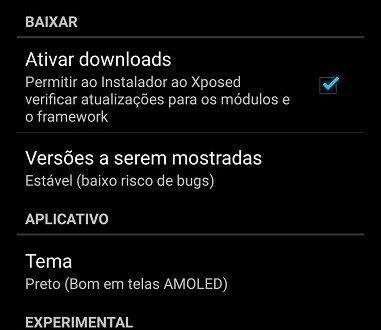 BAIXAR
Ativar downloads
Permitir ao Instalador ao Xposed
verificar atualizações para os módulos e
o framework
Versões a serem mostradas
Estável (baixo risco de bugs)
APLICATIVO
Tema
Preto (Bom em telas AMOLED)
EXPERIMENTAL